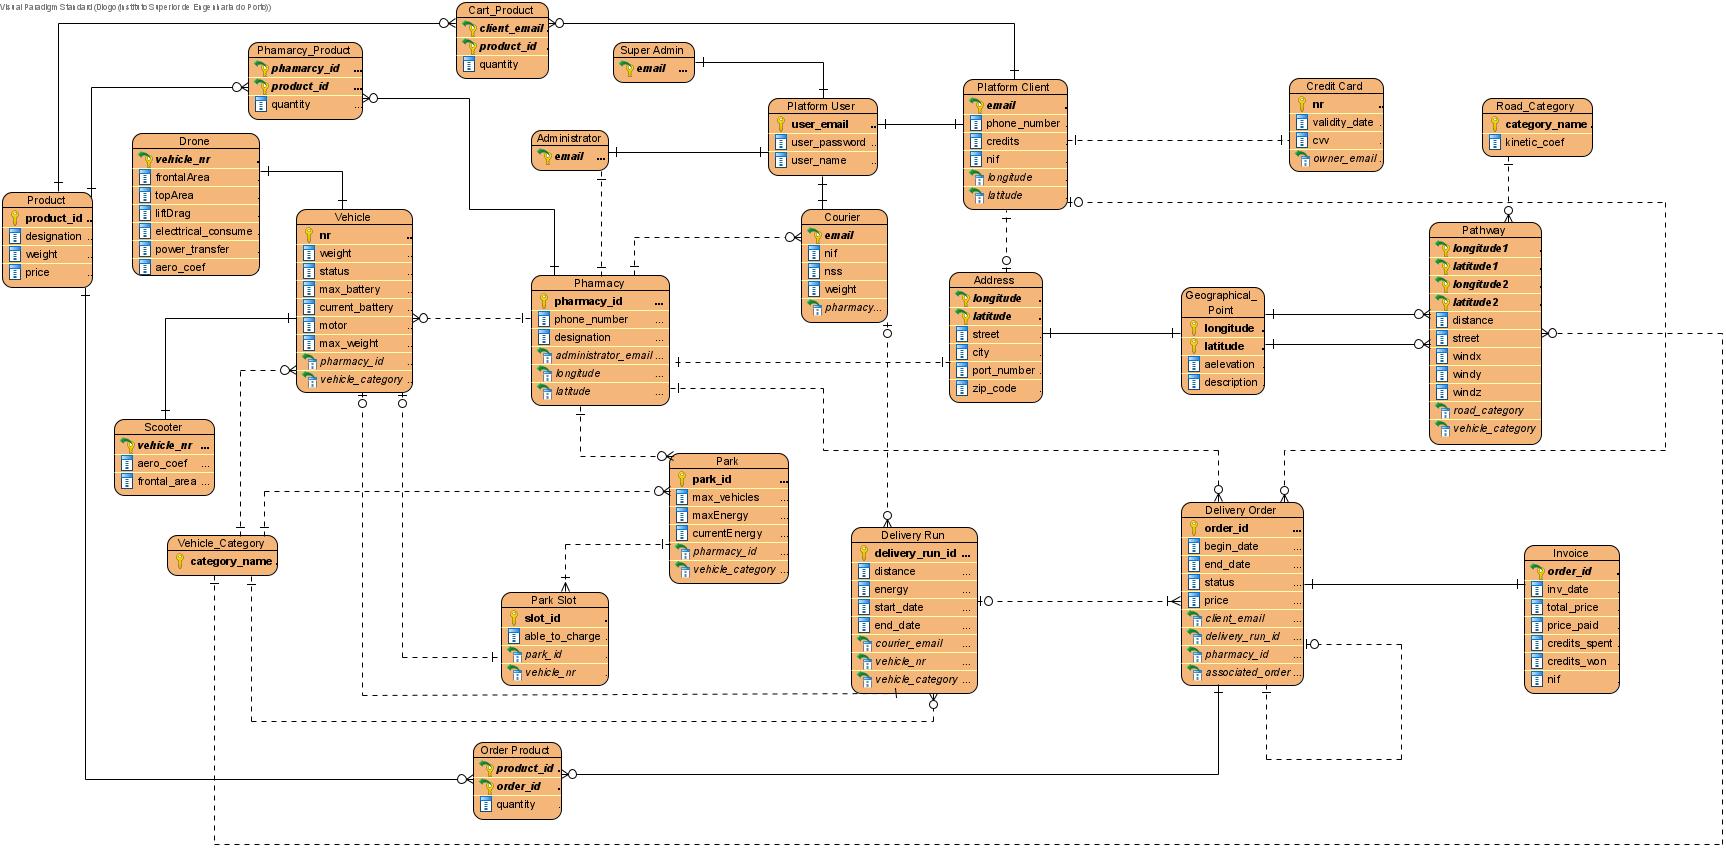 Visual Paradigm Standard (Diogo (Instituto Superior de Engenharia do Porto))
Cart_Product
client_email
product_id
quantity
Phamarcy_Product
phamarcy_id ...
product_id ...
quantity ...
Super Admin
email ...
Platform User
user_email ..
user_password ..
user_name ..
Platform Client
email
phone_number
credits
nif
longitude
latitude
Credit Card
nr ..
validity_date
cvv
owner_email
Road_Category
category_name
kinetic_coef
Administrator
email ...
Drone
vehicle_nr
frontalArea
topArea
liftDrag
electtrical_consume
power_transfer
aero_coef
Product
product_id ..
designation ..
weight ..
price ..
Vehicle
nr ..
weight ..
status ..
max_battery ..
current_battery ..
motor ..
max_weight ..
pharmacy_id ..
vehicle_category ..
Courier
email
nif
nss
weight
pharmacy...
Pharmacy
pharmacy_id ...
phone_number ...
designation ...
administrator_email ...
longitude ...
latitude ...
Address
longitude
latitude
street
city
port_number
zip_code
Geographical_
Point
longitude
latitude
aelevation
description
Pathway
longitude1
latitude1
longitude2
latitude2
distance
street
windx
windy
windz
road_category
vehicle_category
Scooter
vehicle_nr ...
aero_coef ...
frontal_area ...
Vehicle_Category
category_name
Park
park_id ...
max_vehicles ...
maxEnergy ...
currentEnergy ...
pharmacy_id ...
vehicle_category ...
Park Slot
slot_id
able_to_charge
park_id
vehicle_nr
Delivery Run
delivery_run_id ...
distance ...
energy ...
start_date ...
end_date ...
courier_email ...
vehicle_nr ...
vehicle_category ...
Delivery Order
order_id ...
begin_date ...
end_date ...
status ...
price ...
client_email ...
delivery_run_id ...
pharmacy_id ...
associated_order ...
Invoice
order_id
inv_date
total_price
price_paid
credits_spent
credits_won
nif
Order Product
product_id
order_id
quantity